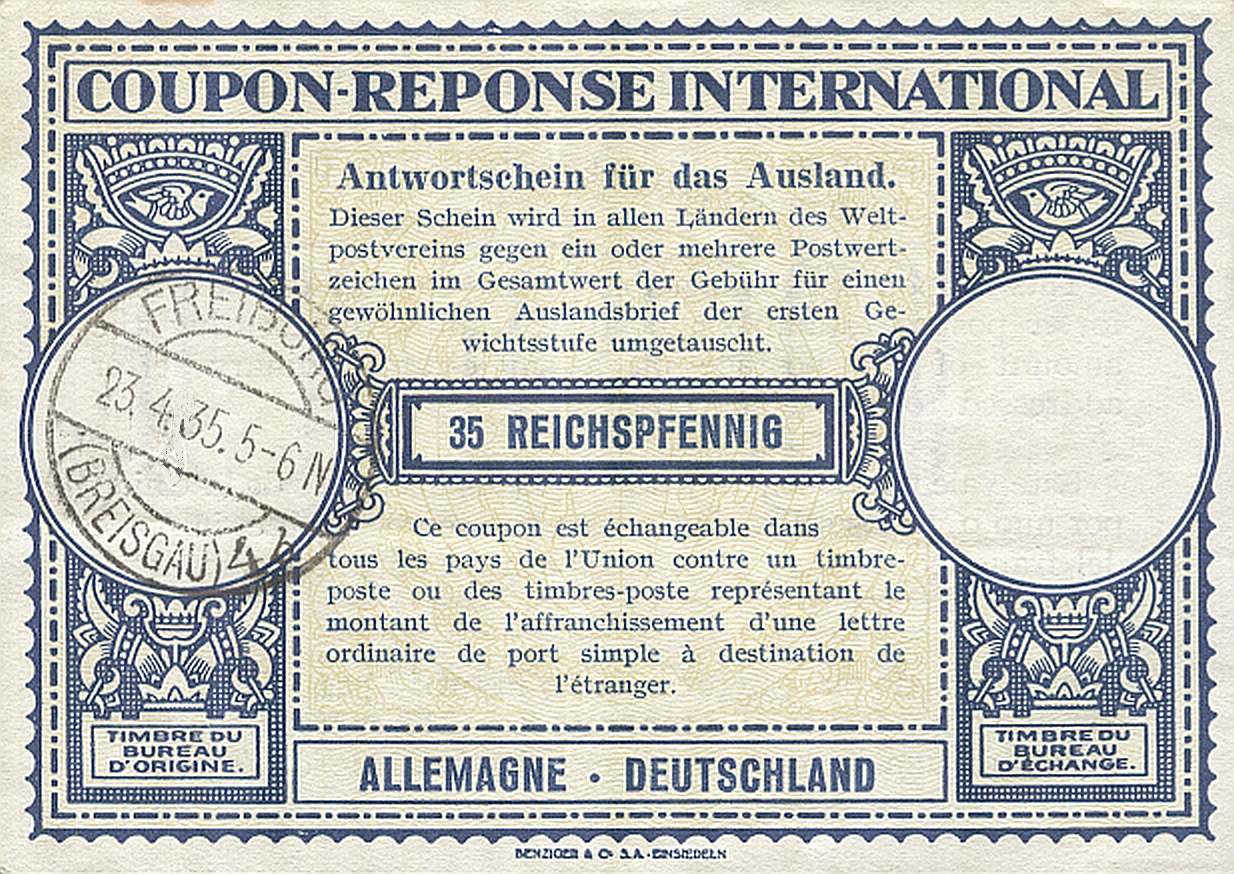 COUPON-REPONSE INTERNATIONAL
Antwortschein für das Ausland.
Dieser Schein wird in allen Ländern des Welt-
postvereins gegen ein oder mehrere Postwert-
zeichen im Gesamtwert der Gebühr für einen
gewöhnlichen Auslandsbrief der ersten Ge-
wichtsstufe umgetauscht.
FREIBURG
23.4.35.5-6 N
(BREISGAU) 4 b
35 REICHSPFENNIG
Ce coupon est échangeable dans
tous les pays de l'Union contre un timbre-
poste ou des timbres-poste représentant le
montant de l'affranchissement d'une lettre
ordinaire de port simple à destination de
l'étranger.
TIMBRE DU
BUREAU
D'ORIGINE.
ALLEMAGNE • DEUTSCHLAND
TIMBRE DU
BUREAU
D'ÉCHANGE.
BENZIGER & Co S.A. - EINSIEDELN